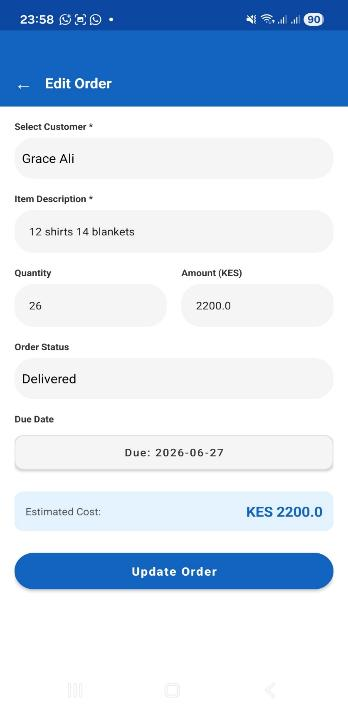 23:58 90
← Edit Order
Select Customer *
Grace Ali
Item Description *
12 shirts 14 blankets
Quantity Amount (KES)
26 2200.0
Order Status
Delivered
Due Date
Due: 2026-06-27
Estimated Cost: KES 2200.0
Update Order